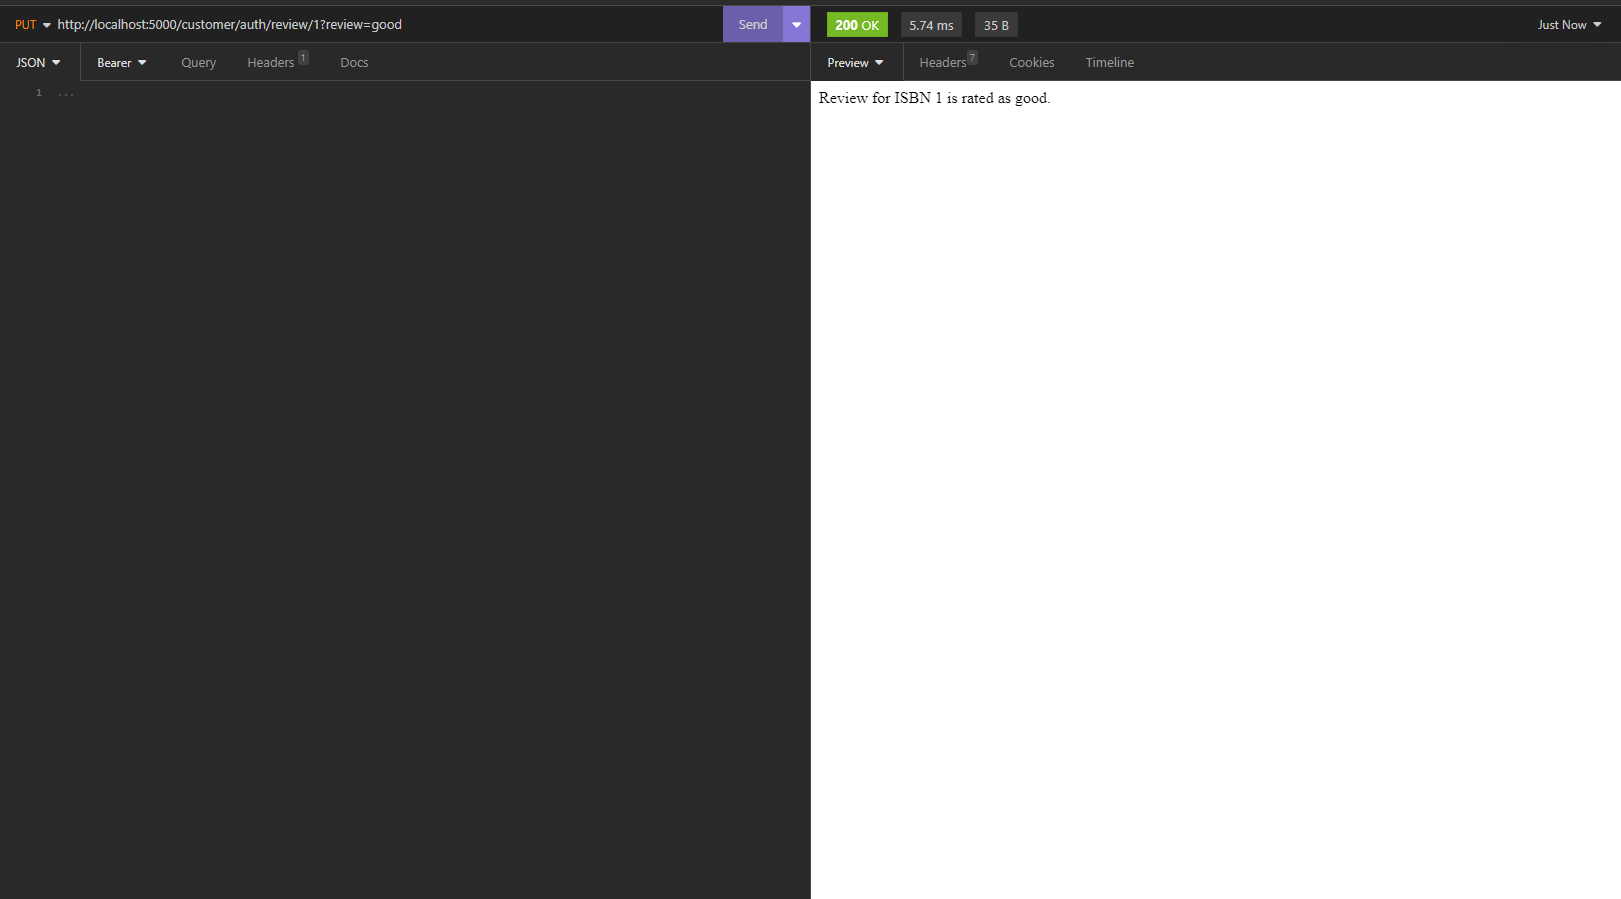 PUT http://localhost:5000/customer/auth/review/1?review=good Send 200 OK 5.74 ms 35 B Just Now
JSON Bearer Query Headers 1 Docs Preview Headers 7 Cookies Timeline
1 ...
Review for ISBN 1 is rated as good.